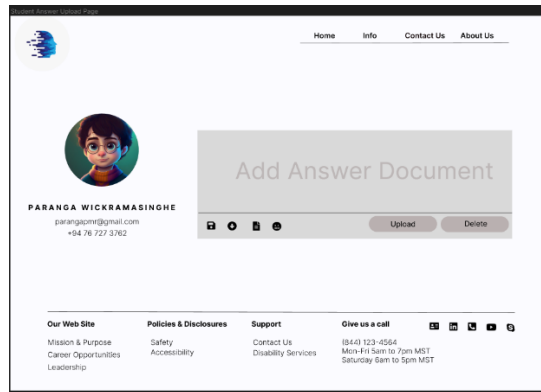 Student Answer Upload Page
Home Info Contact Us About Us
Add Answer Document
PARANGA WICKRAMASINGHE
parangapmr@gmail.com
+94 76 727 3762
Upload Delete
Our Web Site Policies & Disclosures Support Give us a call
Mission & Purpose Safety Contact Us (844) 123-4564
Career Opportunities Accessibility Disability Services Mon-Fri 5am to 7pm MST
Leadership Saturday 6am to 5pm MST